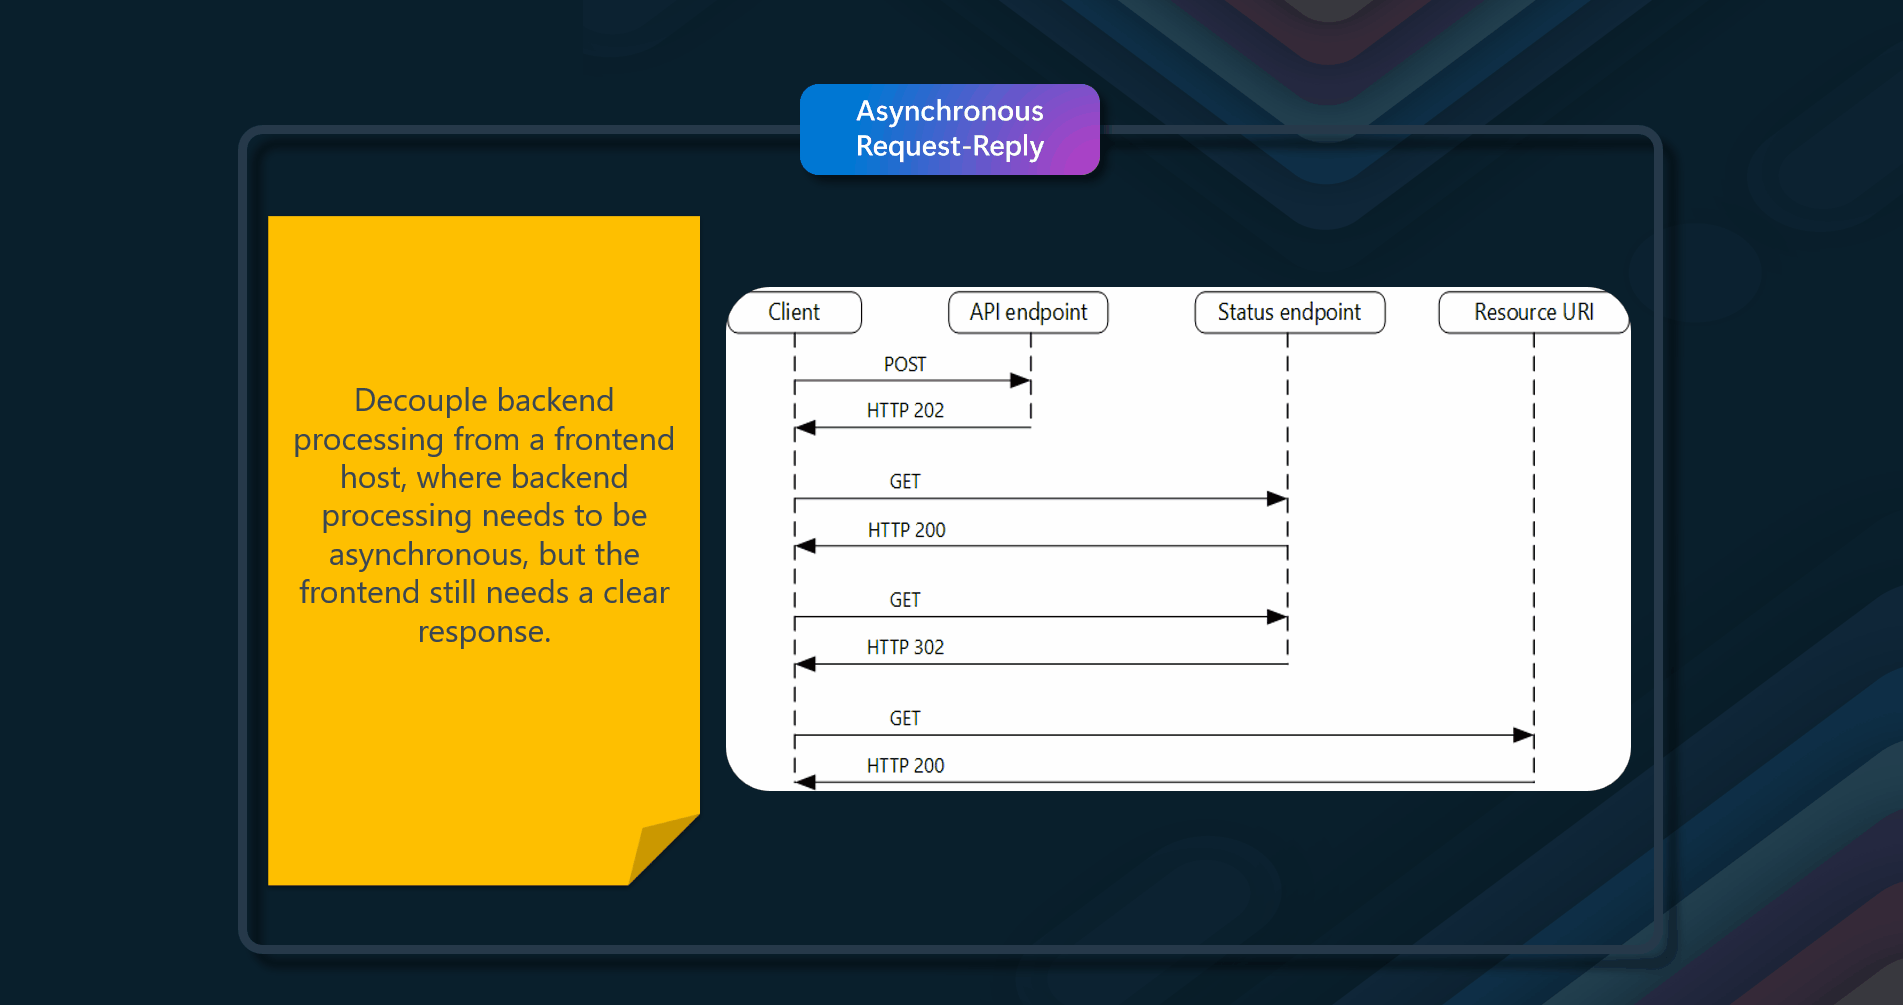 Asynchronous
Request-Reply
Decouple backend
processing from a frontend
host, where backend
processing needs to be
asynchronous, but the
frontend still needs a clear
response.
Client
API endpoint
Status endpoint
Resource URI
POST
HTTP 202
GET
HTTP 200
GET
HTTP 302
GET
HTTP 200